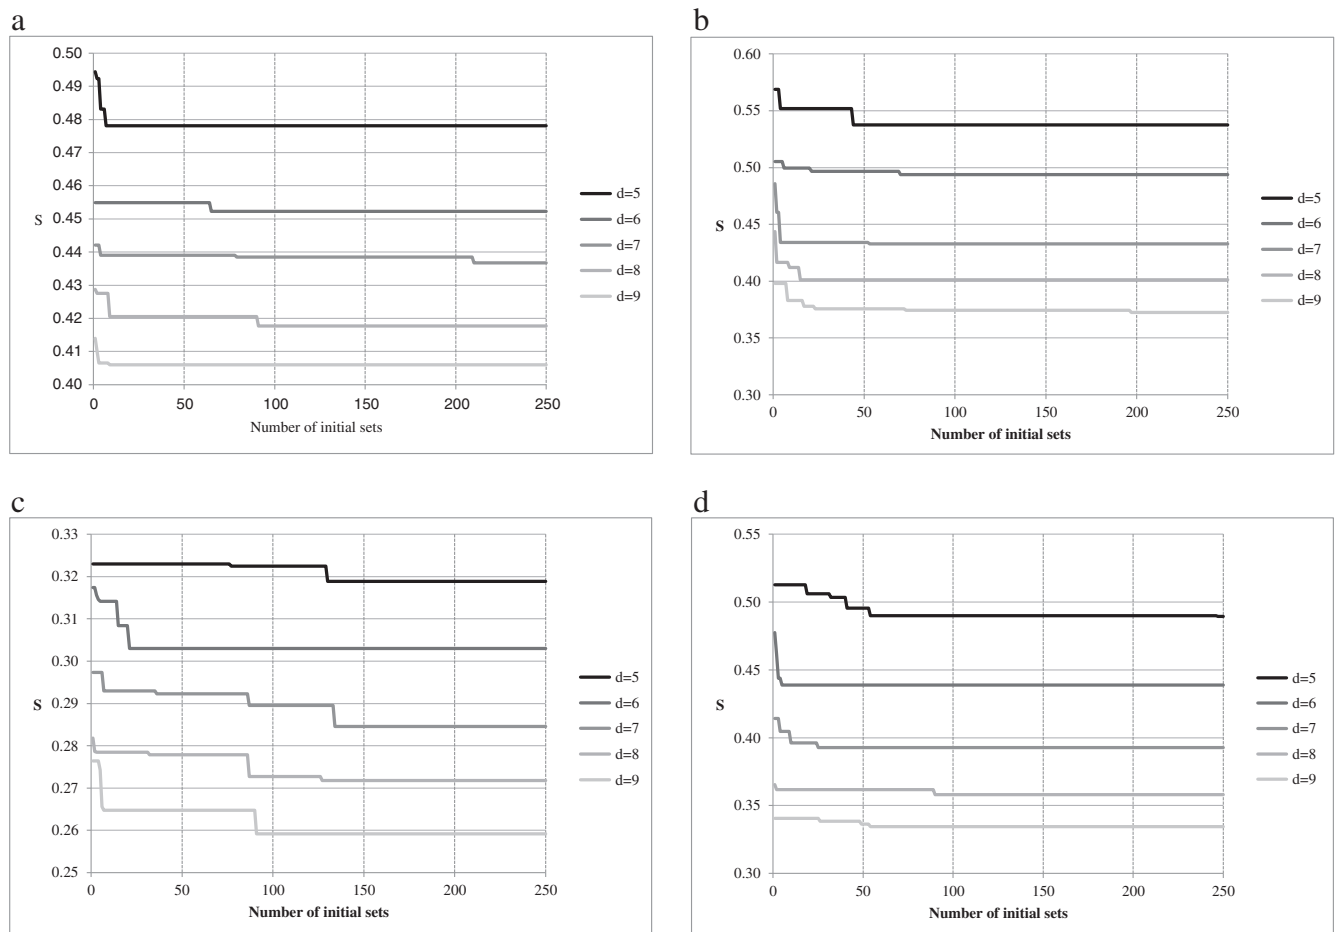 a
0.50
0.49
0.48
0.47
0.46
0.45
0.44
0.43
0.42
0.41
0.40
S
0 50 100 150 200 250
Number of initial sets
d=5
d=6
d=7
d=8
d=9
b
0.60
0.55
0.50
0.45
0.40
0.35
0.30
S
0 50 100 150 200 250
Number of initial sets
d=5
d=6
d=7
d=8
d=9
c
0.33
0.32
0.31
0.30
0.29
0.28
0.27
0.26
0.25
S
0 50 100 150 200 250
Number of initial sets
d=5
d=6
d=7
d=8
d=9
d
0.55
0.50
0.45
0.40
0.35
0.30
S
0 50 100 150 200 250
Number of initial sets
d=5
d=6
d=7
d=8
d=9